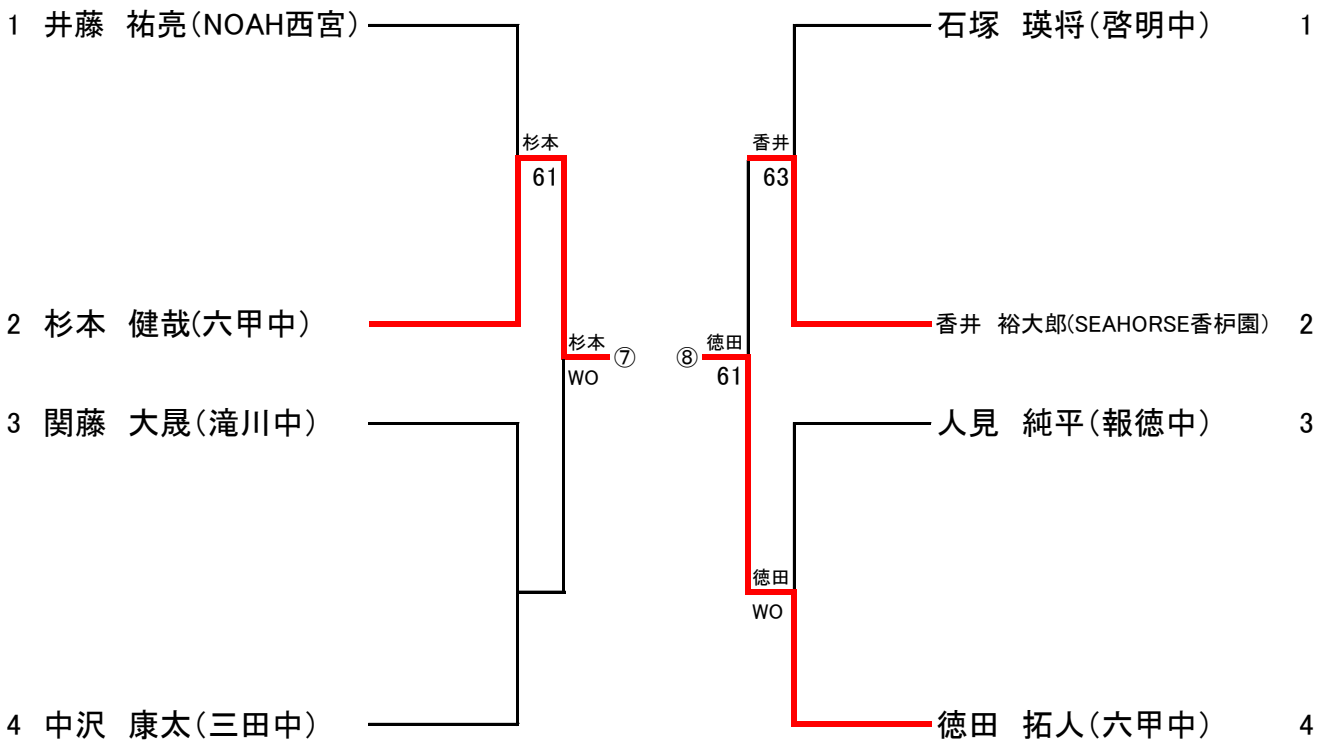 1 井藤　祐亮(NOAH西宮)
杉本
61
2 杉本　健哉(六甲中)
杉本
WO
⑦
3 関藤　大晟(滝川中)
4 中沢　康太(三田中)
石塚　瑛将(啓明中) 1
香井
63
香井　裕大郎(SEAHORSE香枦園) 2
⑧
徳田
61
人見　純平(報徳中) 3
徳田
WO
徳田　拓人(六甲中) 4